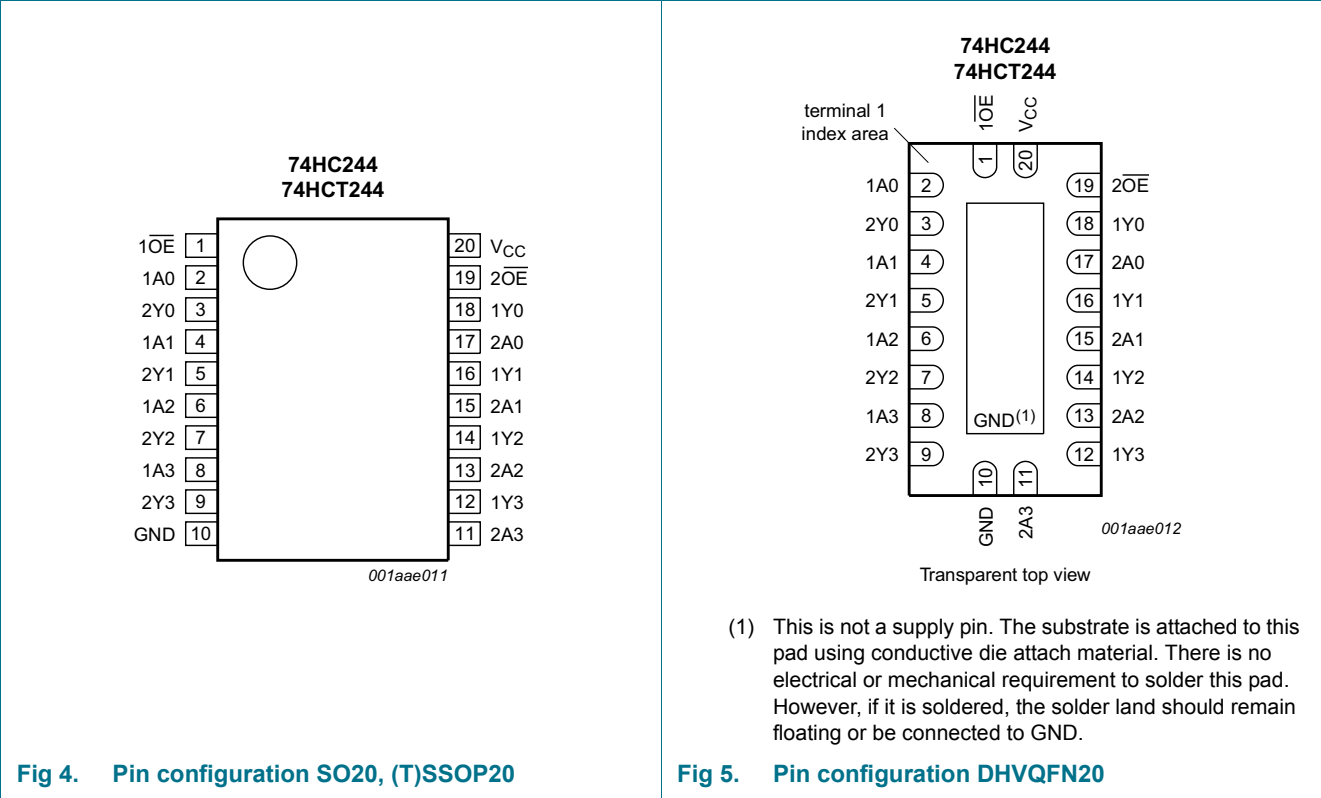 74HC244
74HCT244
1O̅E̅ 1
1A0 2
2Y0 3
1A1 4
2Y1 5
1A2 6
2Y2 7
1A3 8
2Y3 9
GND 10
20 VCC
19 2O̅E̅
18 1Y0
17 2A0
16 1Y1
15 2A1
14 1Y2
13 2A2
12 1Y3
11 2A3
001aae011
Fig 4. Pin configuration SO20, (T)SSOP20
74HC244
74HCT244
terminal 1
index area
1O̅E̅
VCC
1
20
1A0 2
2Y0 3
1A1 4
2Y1 5
1A2 6
2Y2 7
1A3 8
2Y3 9
19 2O̅E̅
18 1Y0
17 2A0
16 1Y1
15 2A1
14 1Y2
13 2A2
12 1Y3
GND(1)
10
11
GND
2A3
001aae012
Transparent top view
(1) This is not a supply pin. The substrate is attached to this
pad using conductive die attach material. There is no
electrical or mechanical requirement to solder this pad.
However, if it is soldered, the solder land should remain
floating or be connected to GND.
Fig 5. Pin configuration DHVQFN20